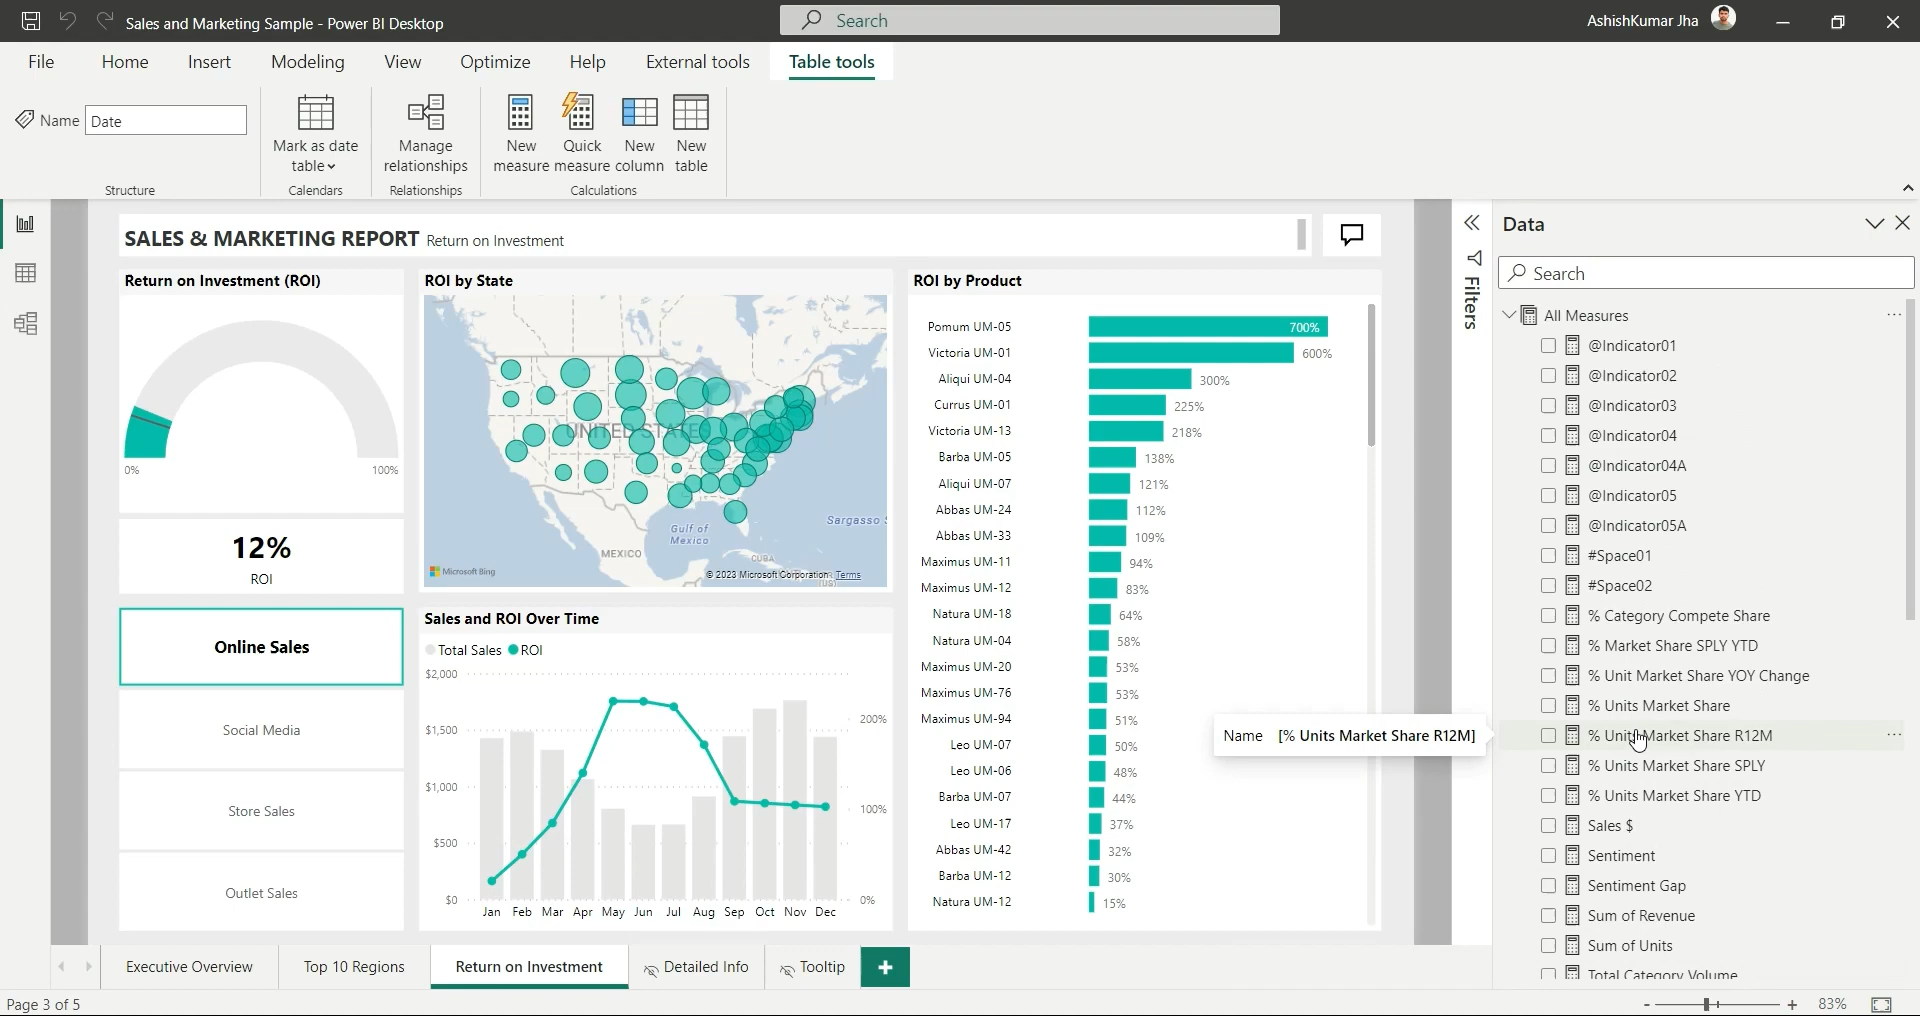 Sales and Marketing Sample - Power BI Desktop
Search
AshishKumar Jha
File Home Insert Modeling View Optimize Help External tools Table tools
Name Date
Mark as date table
Manage relationships
New measure
Quick measure
New column
New table
Structure
Calendars
Relationships
Calculations
SALES & MARKETING REPORT Return on Investment
Return on Investment (ROI)
0%
100%
12%
ROI
Online Sales
Social Media
Store Sales
Outlet Sales
ROI by State
UNITED STATES
MEXICO
Gulf of
Mexico
CUBA
Sargasso
Microsoft Bing
© 2023 Microsoft Corporation Terms
Sales and ROI Over Time
Total Sales ROI
$2,000
$1,500
$1,000
$500
$0
200%
100%
0%
Jan Feb Mar Apr May Jun Jul Aug Sep Oct Nov Dec
ROI by Product
Pomum UM-05 700%
Victoria UM-01 600%
Aliqui UM-04 300%
Currus UM-01 225%
Victoria UM-13 218%
Barba UM-05 138%
Aliqui UM-07 121%
Abbas UM-24 112%
Abbas UM-33 109%
Maximus UM-11 94%
Maximus UM-12 83%
Natura UM-18 64%
Natura UM-04 58%
Maximus UM-20 53%
Maximus UM-76 53%
Maximus UM-94 51%
Leo UM-07 50%
Leo UM-06 48%
Barba UM-07 44%
Leo UM-17 37%
Abbas UM-42 32%
Barba UM-12 30%
Natura UM-12 15%
Name [% Units Market Share R12M]
Filters
Data
Search
All Measures
@Indicator01
@Indicator02
@Indicator03
@Indicator04
@Indicator04A
@Indicator05
@Indicator05A
#Space01
#Space02
% Category Compete Share
% Market Share SPLY YTD
% Unit Market Share YOY Change
% Units Market Share
% Units Market Share R12M
% Units Market Share SPLY
% Units Market Share YTD
Sales $
Sentiment
Sentiment Gap
Sum of Revenue
Sum of Units
Total Category Volume
Executive Overview
Top 10 Regions
Return on Investment
Detailed Info
Tooltip
Page 3 of 5
83%